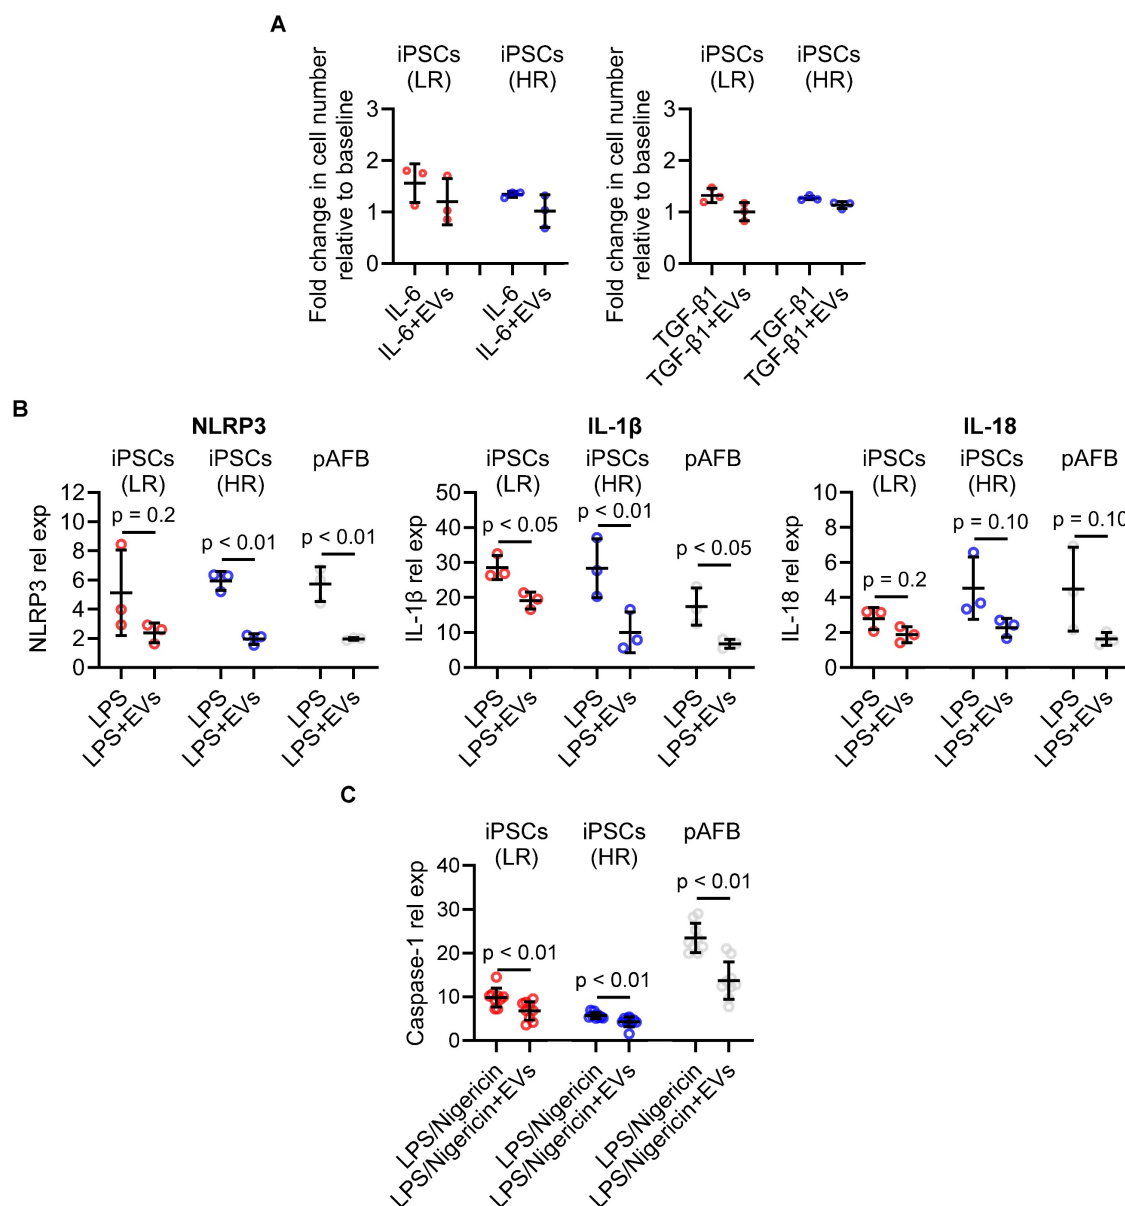 A
iPSCs
(LR)
iPSCs
(HR)
Fold change in cell number
relative to baseline
3
2
1
0
IL-6
IL-6+EVs
IL-6
IL-6+EVs
iPSCs
(LR)
iPSCs
(HR)
Fold change in cell number
relative to baseline
3
2
1
0
TGF-β1
TGF-β1+EVs
TGF-β1
TGF-β1+EVs
B
NLRP3
iPSCs
(LR)
iPSCs
(HR)
pAFB
NLRP3 rel exp
12
10
8
6
4
2
0
p = 0.2
p < 0.01
p < 0.01
LPS
LPS+EVs
LPS
LPS+EVs
LPS
LPS+EVs
IL-1β
iPSCs
(LR)
iPSCs
(HR)
pAFB
IL-1β rel exp
50
40
30
20
10
0
p < 0.05
p < 0.01
p < 0.05
LPS
LPS+EVs
LPS
LPS+EVs
LPS
LPS+EVs
IL-18
iPSCs
(LR)
iPSCs
(HR)
pAFB
IL-18 rel exp
10
8
6
4
2
0
p = 0.2
p = 0.10
p = 0.10
LPS
LPS+EVs
LPS
LPS+EVs
LPS
LPS+EVs
C
iPSCs
(LR)
iPSCs
(HR)
pAFB
Caspase-1 rel exp
40
30
20
10
0
p < 0.01
p < 0.01
p < 0.01
LPS/Nigericin
LPS/Nigericin+EVs
LPS/Nigericin
LPS/Nigericin+EVs
LPS/Nigericin
LPS/Nigericin+EVs